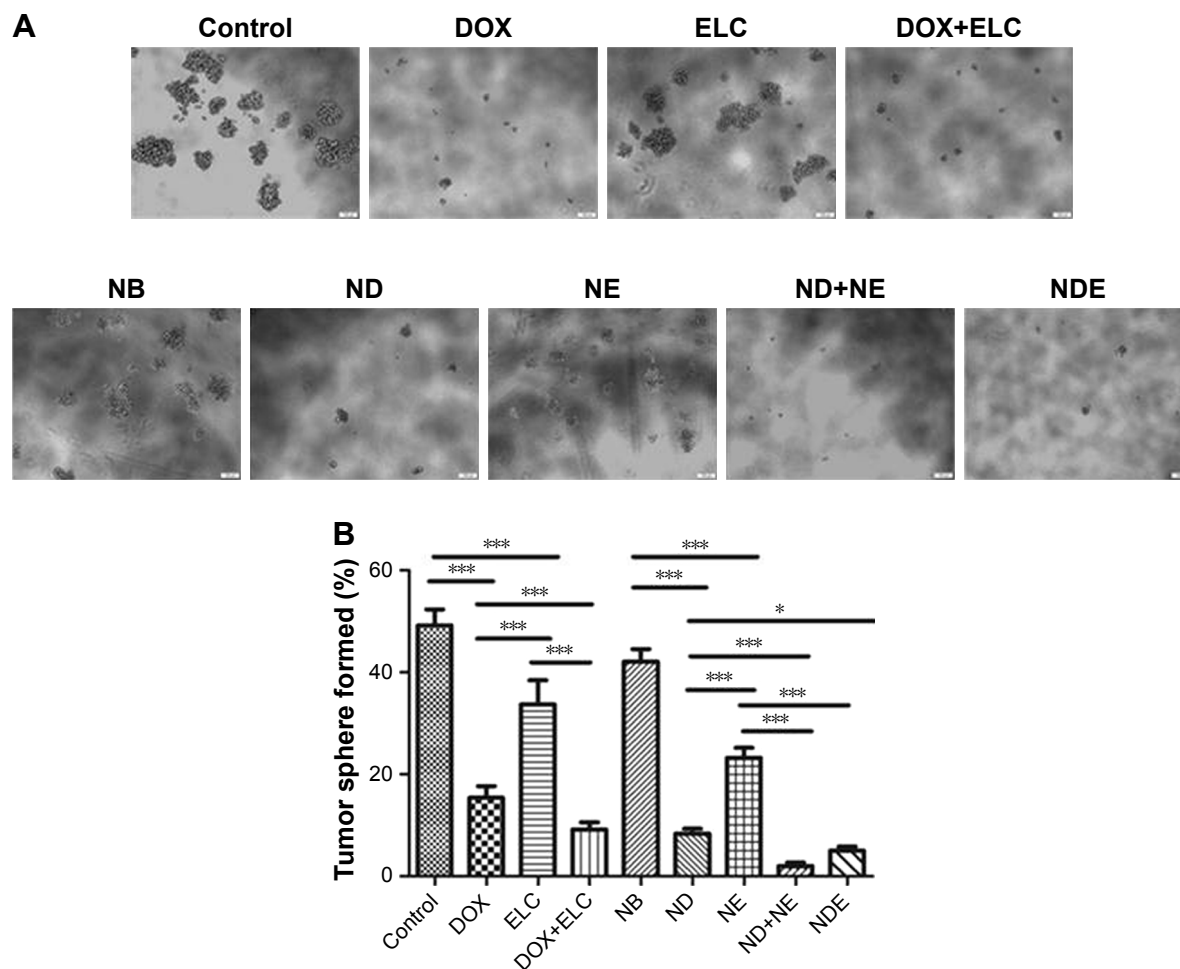 A
Control DOX ELC DOX+ELC
NB ND NE ND+NE NDE
B
Tumor sphere formed (%)
60
40
20
0
***
***
***
***
***
***
***
*
***
***
***
***
Control DOX ELC DOX+ELC NB ND NE ND+NE NDE